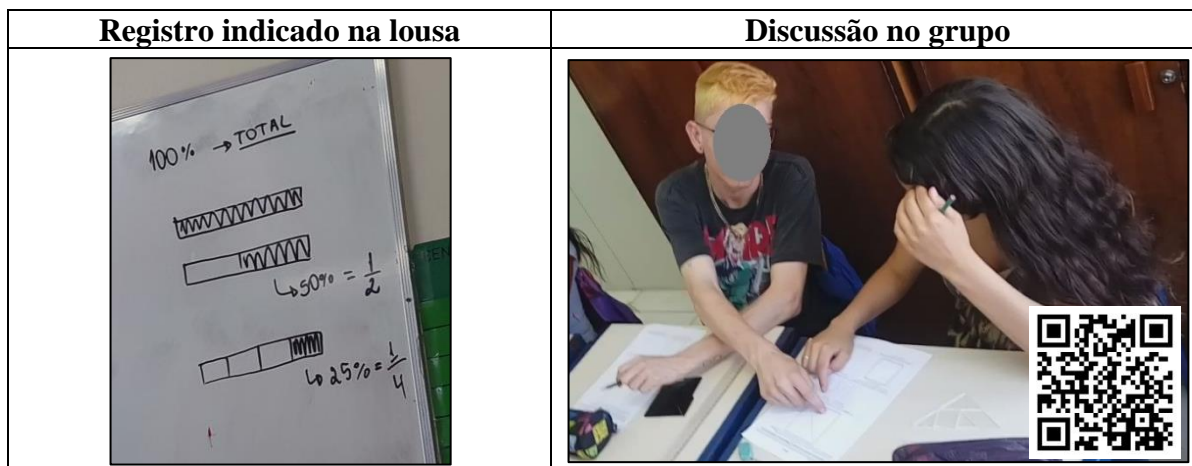 Registro indicado na lousa
Discussão no grupo
100% → TOTAL
↳50% = 1/2
↳25% = 1/4